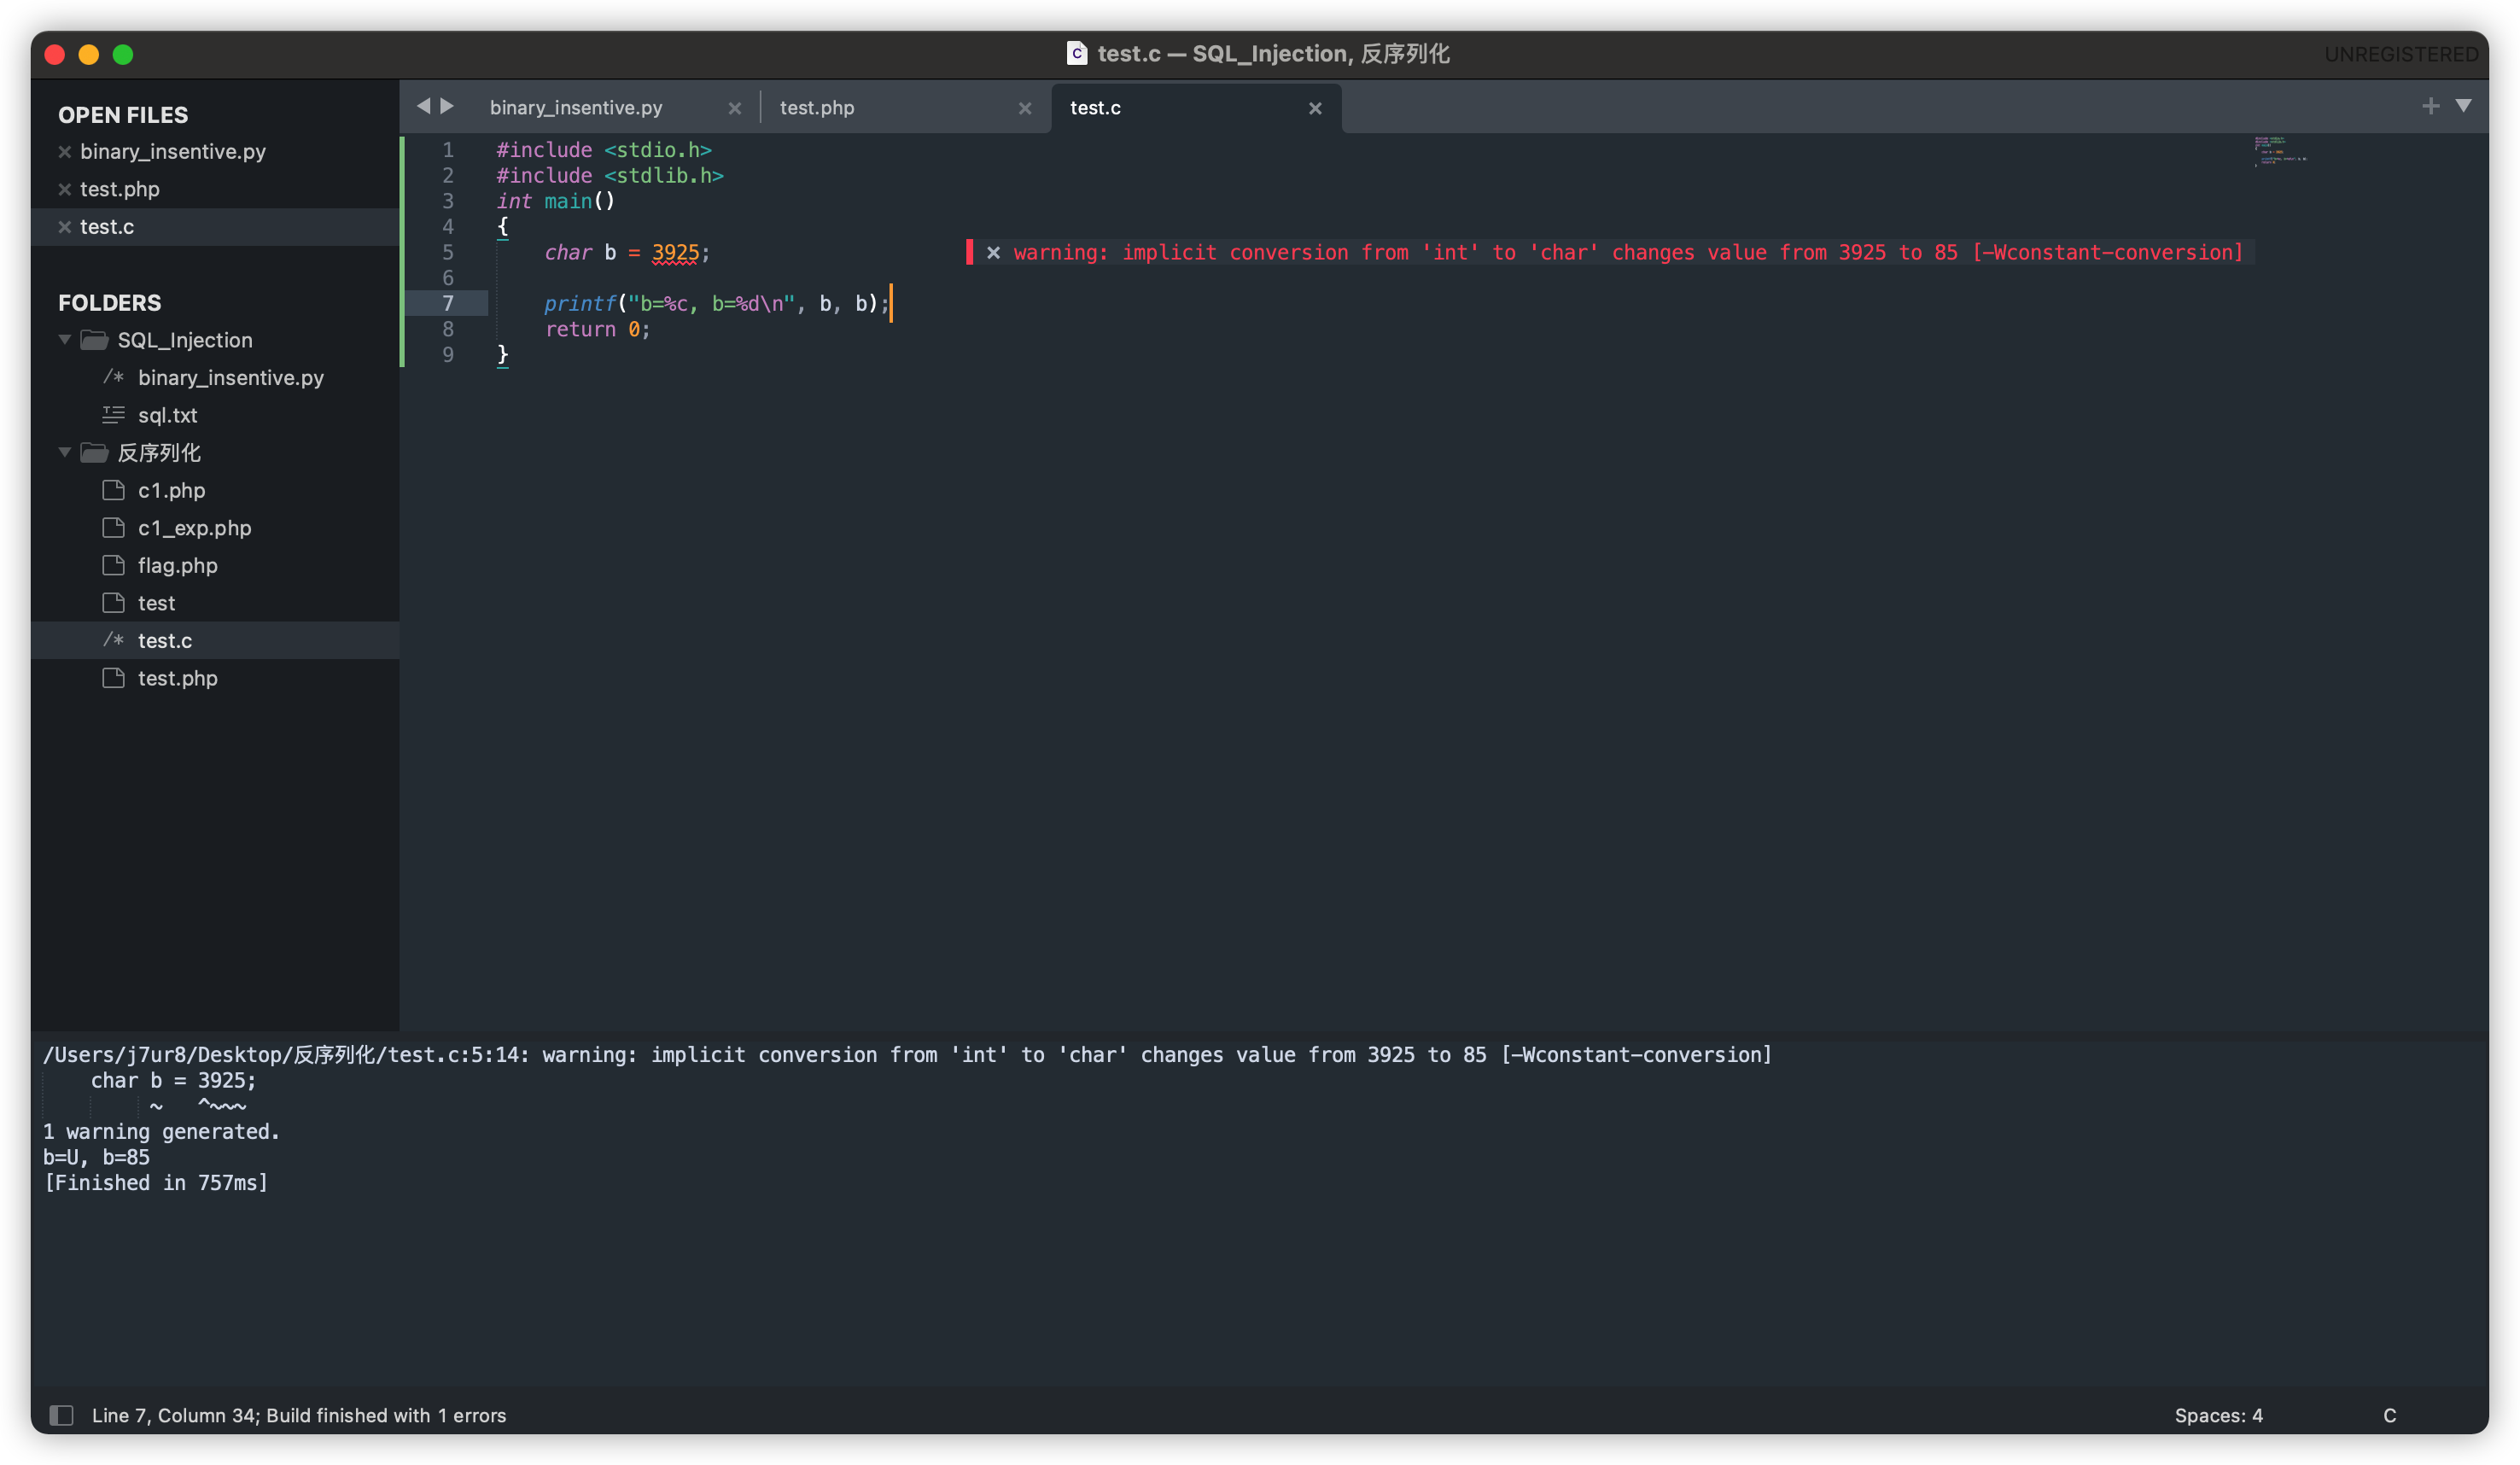 test.c — SQL_Injection, 反序列化
UNREGISTERED
OPEN FILES
binary_insentive.py
test.php
test.c
FOLDERS
SQL_Injection
/* binary_insentive.py
sql.txt
反序列化
c1.php
c1_exp.php
flag.php
test
/* test.c
test.php
binary_insentive.py
test.php
test.c
1 #include <stdio.h>
2 #include <stdlib.h>
3 int main()
4 {
5     char b = 3925; warning: implicit conversion from 'int' to 'char' changes value from 3925 to 85 [-Wconstant-conversion]
6
7     printf("b=%c, b=%d\n", b, b);
8     return 0;
9 }
/Users/j7ur8/Desktop/反序列化/test.c:5:14: warning: implicit conversion from 'int' to 'char' changes value from 3925 to 85 [-Wconstant-conversion]
    char b = 3925;
         ~   ^~~~
1 warning generated.
b=U, b=85
[Finished in 757ms]
Line 7, Column 34; Build finished with 1 errors
Spaces: 4
C